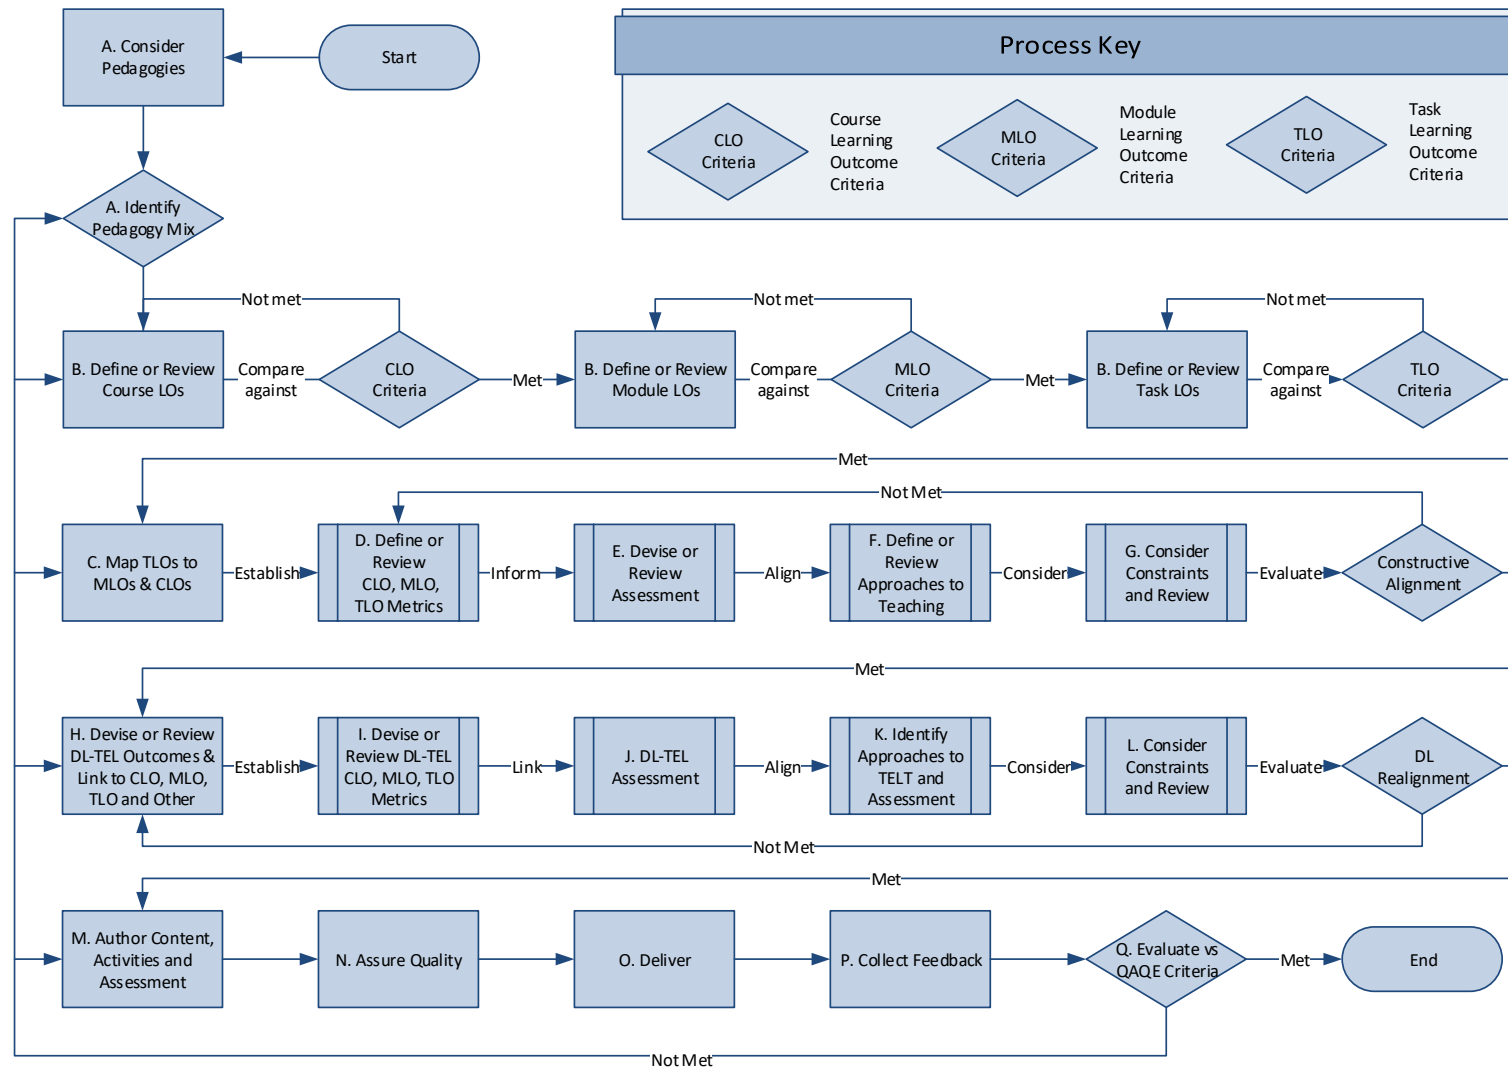 A. Consider
Pedagogies
Start
Process Key
CLO
Criteria
Course
Learning
Outcome
Criteria
MLO
Criteria
Module
Learning
Outcome
Criteria
TLO
Criteria
Task
Learning
Outcome
Criteria
A. Identify
Pedagogy Mix
Not met
Not met
Not met
B. Define or Review
Course LOs
Compare
against
CLO
Criteria
Met
B. Define or Review
Module LOs
Compare
against
MLO
Criteria
Met
B. Define or Review
Task LOs
Compare
against
TLO
Criteria
Met
Not Met
C. Map TLOs to
MLOs & CLOs
Establish
D. Define or
Review
CLO, MLO,
TLO Metrics
Inform
E. Devise or
Review
Assessment
Align
F. Define or
Review
Approaches to
Teaching
Consider
G. Consider
Constraints
and Review
Evaluate
Constructive
Alignment
Met
H. Devise or Review
DL-TEL Outcomes &
Link to CLO, MLO,
TLO and Other
Establish
I. Devise or
Review DL-TEL
CLO, MLO, TLO
Metrics
Link
J. DL-TEL
Assessment
Align
K. Identify
Approaches to
TELT and
Assessment
Consider
L. Consider
Constraints
and Review
Evaluate
DL
Realignment
Not Met
Met
M. Author Content,
Activities and
Assessment
N. Assure Quality
O. Deliver
P. Collect Feedback
Q. Evaluate vs
QAQE Criteria
Met
End
Not Met